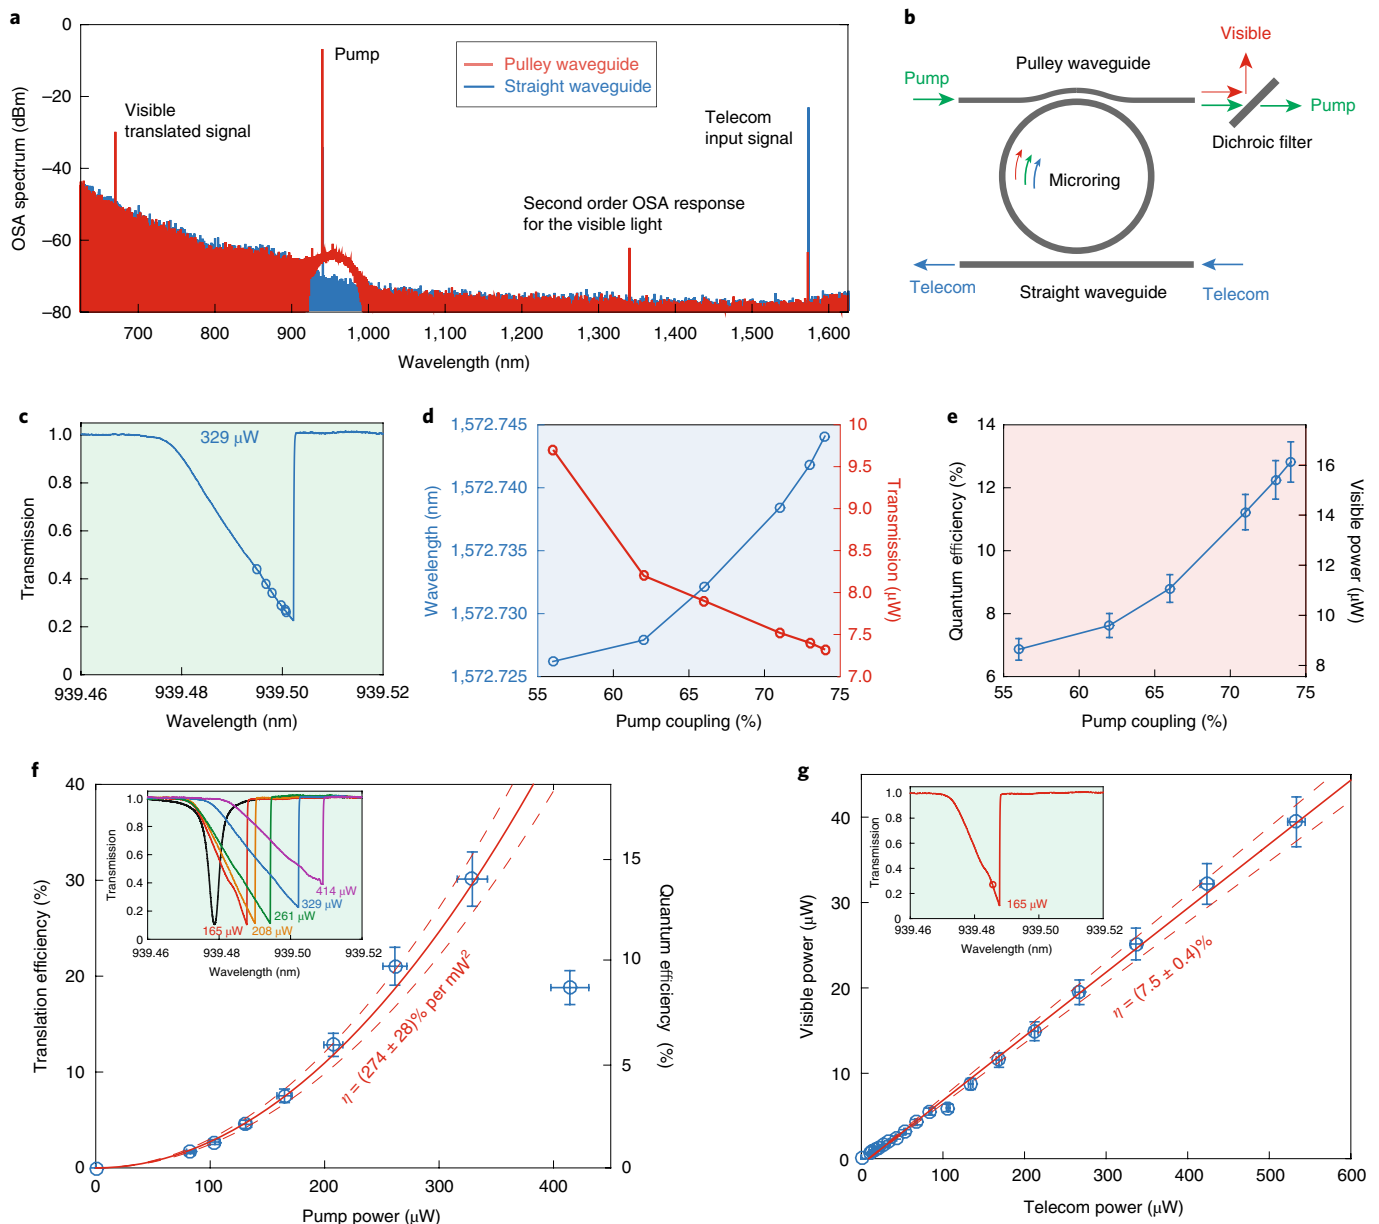 a
0
−20
−40
−60
−80
OSA spectrum (dBm)
Pump
Pulley waveguide
Straight waveguide
Visible
translated signal
Telecom
input signal
Second order OSA response
for the visible light
700
800
900
1,000
1,100
1,200
1,300
1,400
1,500
1,600
Wavelength (nm)
b
Visible
Pulley waveguide
Pump
Pump
Dichroic filter
Microring
Telecom
Straight waveguide
Telecom
c
1.0
0.8
0.6
0.4
0.2
0
Transmission
329 μW
939.46
939.48
939.50
939.52
Wavelength (nm)
d
1,572.745
1,572.740
1,572.735
1,572.730
1,572.725
Wavelength (nm)
10
9.5
9.0
8.5
8.0
7.5
7.0
Transmission (μW)
55
60
65
70
75
Pump coupling (%)
e
14
12
10
8
6
Quantum efficiency (%)
16
14
12
10
8
Visible power (μW)
55
60
65
70
75
Pump coupling (%)
f
40
30
20
10
0
Translation efficiency (%)
1.0
0.8
0.6
0.4
0.2
0
Transmission
414 μW
329 μW
261 μW
165 μW
208 μW
939.46
939.48
939.50
939.52
Wavelength (nm)
η = (274 ± 28)% per mW²
15
10
5
0
Quantum efficiency (%)
0
100
200
300
400
Pump power (μW)
g
40
30
20
10
0
Visible power (μW)
1.0
0.8
0.6
0.4
0.2
0
Transmission
165 μW
939.46
939.48
939.50
939.52
Wavelength (nm)
η = (7.5 ± 0.4)%
0
100
200
300
400
500
600
Telecom power (μW)